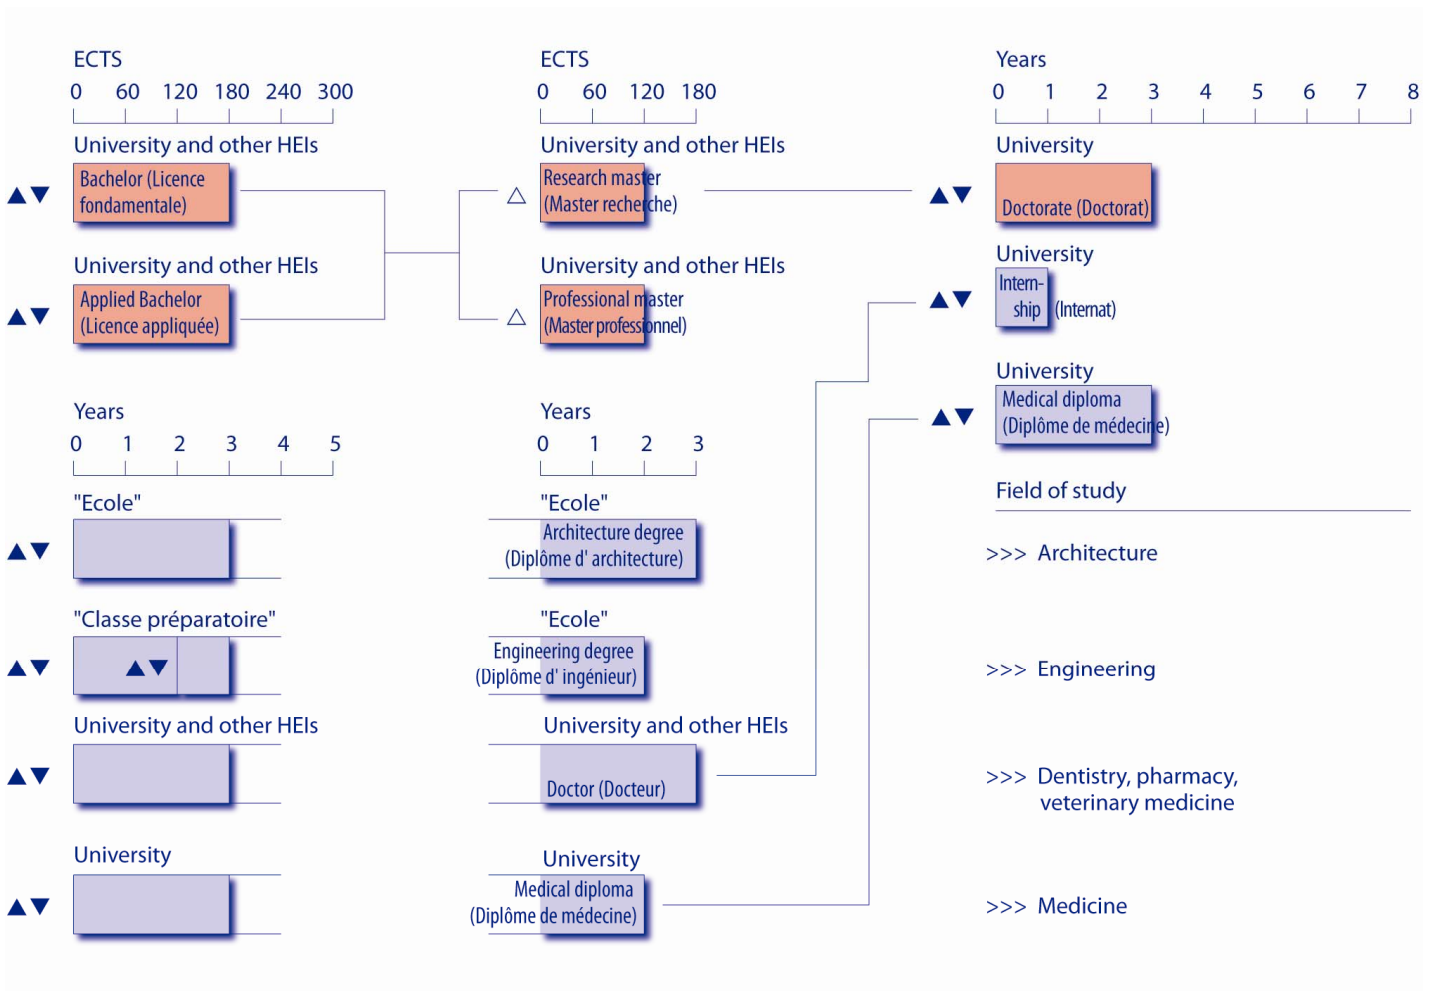 ECTS
0 60 120 180 240 300
University and other HEIs
Bachelor (Licence
fondamentale)
University and other HEIs
Applied Bachelor
(Licence appliquée)
ECTS
0 60 120 180
University and other HEIs
Research master
(Master recherche)
University and other HEIs
Professional master
(Master professionnel)
Years
0 1 2 3 4 5 6 7 8
University
Doctorate (Doctorat)
University
Intern-
ship (Internat)
University
Medical diploma
(Diplôme de médecine)
Years
0 1 2 3 4 5
"Ecole"
"Classe préparatoire"
University and other HEIs
University
Years
0 1 2 3
"Ecole"
Architecture degree
(Diplôme d' architecture)
"Ecole"
Engineering degree
(Diplôme d' ingénieur)
University and other HEIs
Doctor (Docteur)
University
Medical diploma
(Diplôme de médecine)
Field of study
>>> Architecture
>>> Engineering
>>> Dentistry, pharmacy,
veterinary medicine
>>> Medicine